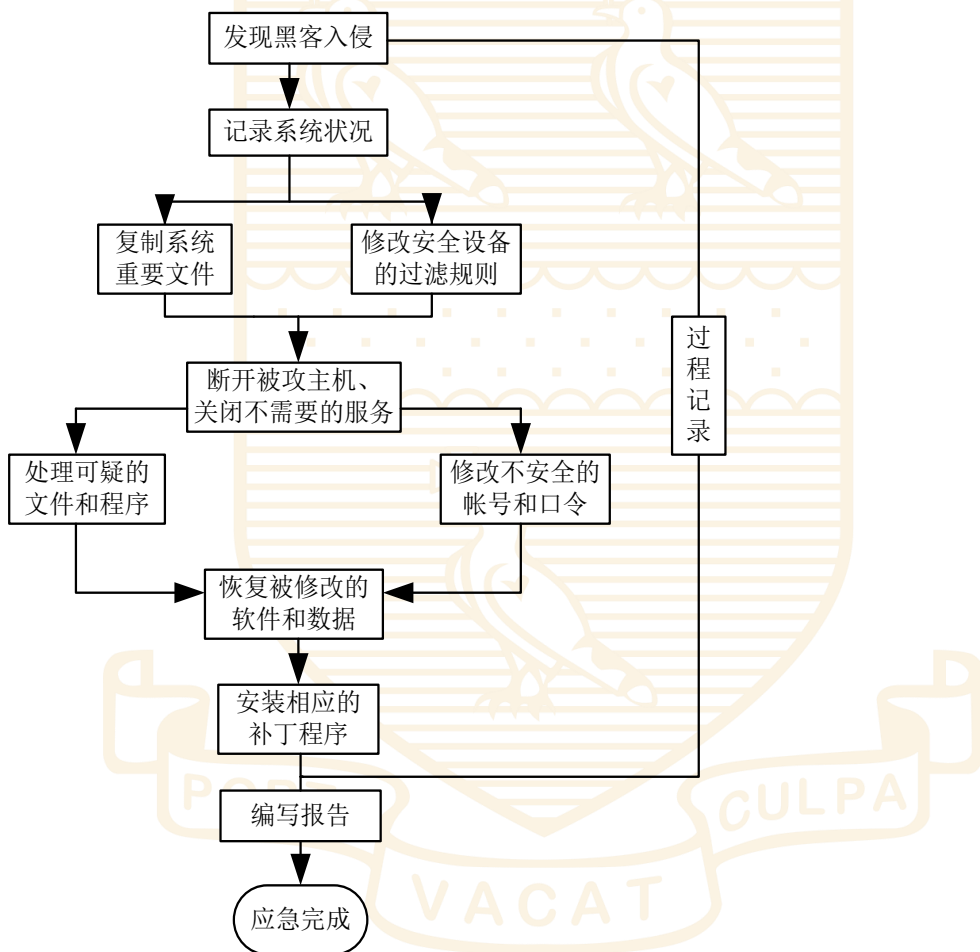 发现黑客入侵
记录系统状况
复制系统
重要文件
修改安全设备
的过滤规则
过程记录
断开被攻主机、
关闭不需要的服务
处理可疑的
文件和程序
修改不安全的
帐号和口令
恢复被修改的
软件和数据
安装相应的
补丁程序
编写报告
应急完成
CULPA
VACAT